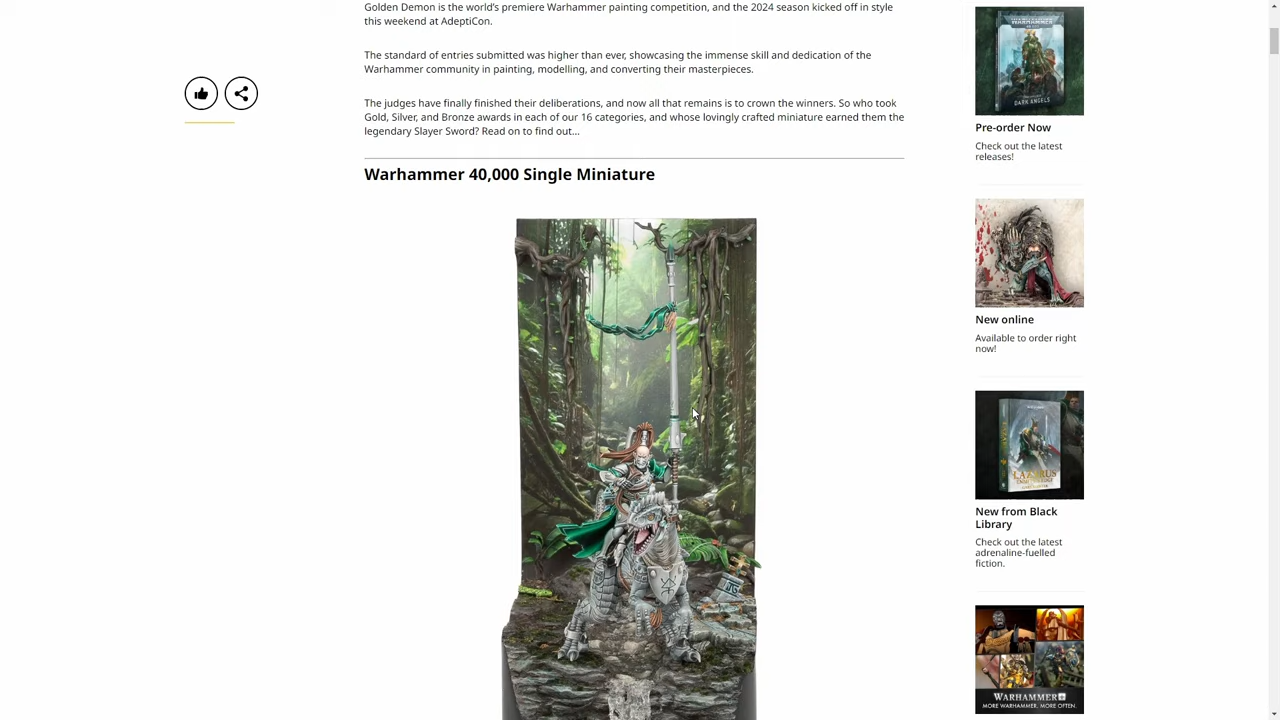 Golden Demon is the world's premiere Warhammer painting competition, and the 2024 season kicked off in style
this weekend at AdeptiCon.
The standard of entries submitted was higher than ever, showcasing the immense skill and dedication of the
Warhammer community in painting, modelling, and converting their masterpieces.
The judges have finally finished their deliberations, and now all that remains is to crown the winners. So who took
Gold, Silver, and Bronze awards in each of our 16 categories, and whose lovingly crafted miniature earned them the
legendary Slayer Sword? Read on to find out...
Warhammer 40,000 Single Miniature
WARHAMMER
DARK ANGELS
Pre-order Now
Check out the latest
releases!
New online
Available to order right
now!
LAZARUS
New from Black
Library
Check out the latest
adrenaline-fuelled
fiction.
WARHAMMER+
MORE WARHAMMER. MORE OFTEN.